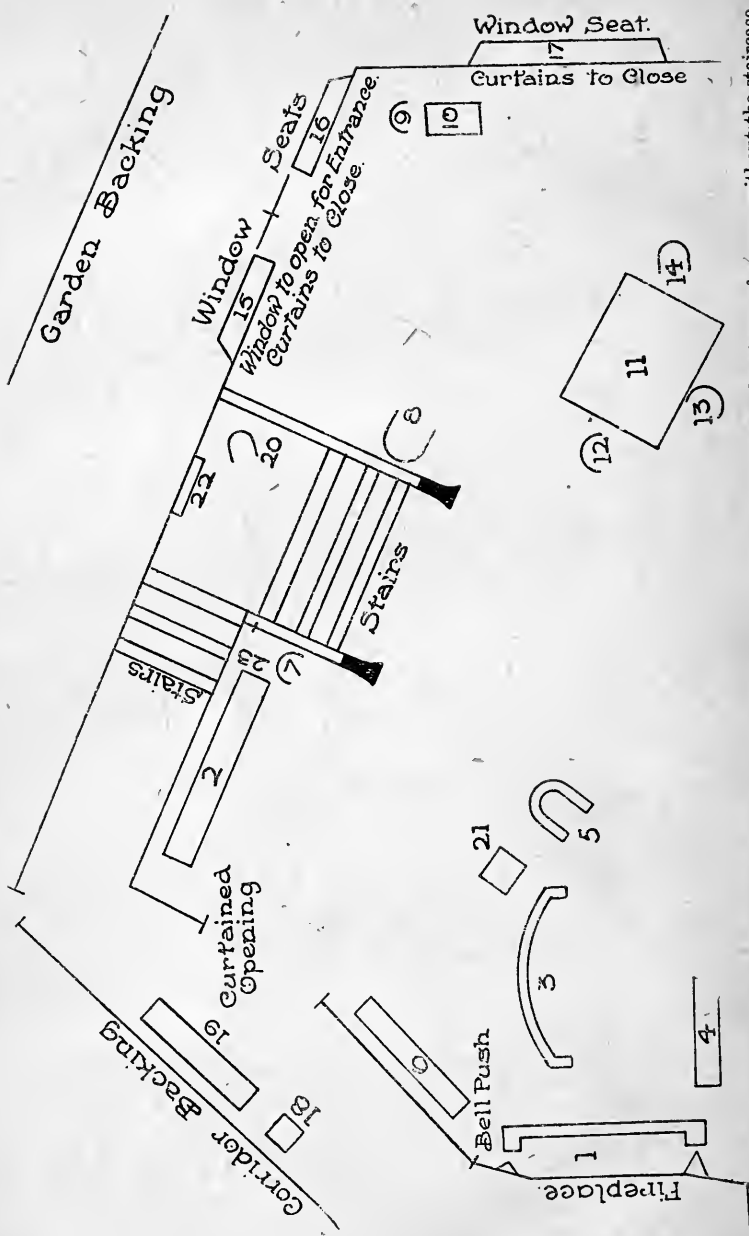 Garden Backing
Window Seats
15
16
Window to open for Entrance.
Curtains to Close.
Window Seat.
17
Curtains to Close
9
10
11
12
13
14
8
20
22
Stairs
Stairs
23
7
2
Curtained
Opening
Corridor Backing
19
18
6
Bell Push
21
5
3
4
1
Fireplace.
the staircase